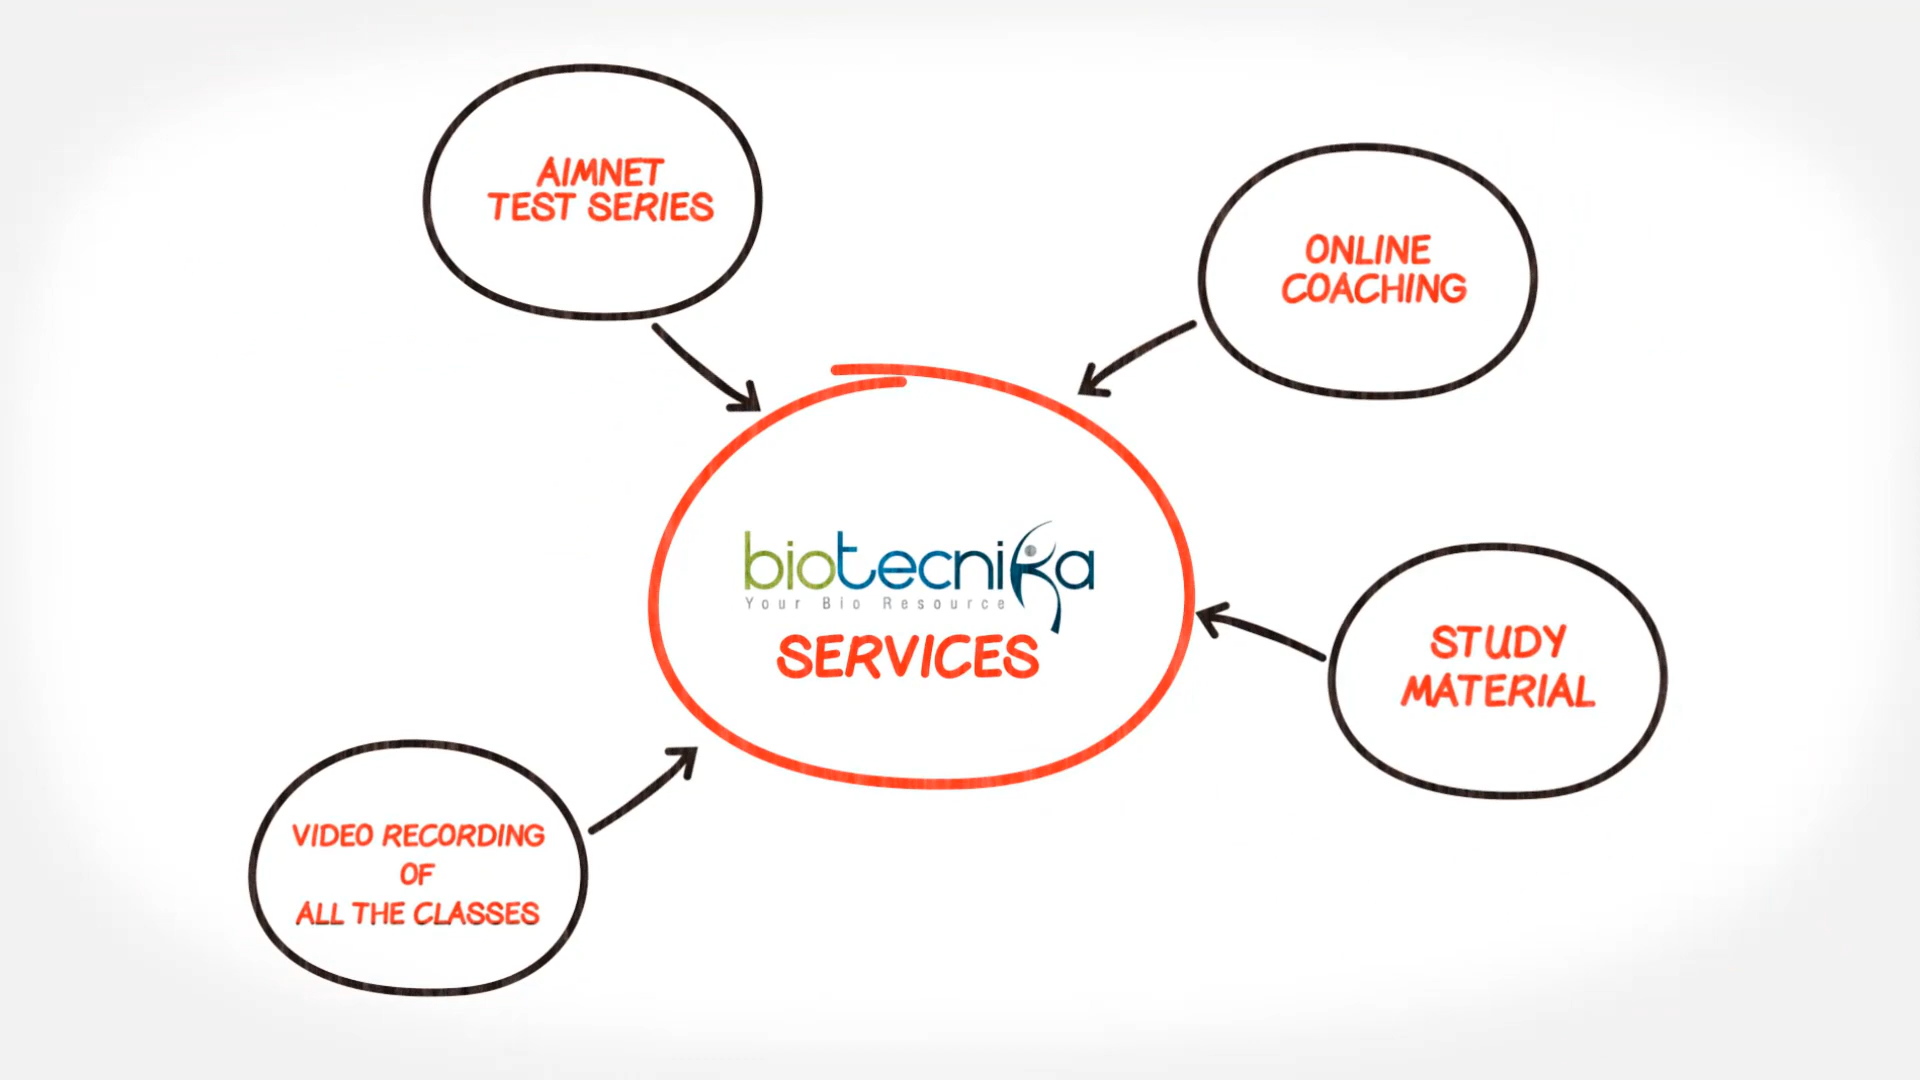 AIMNET
TEST SERIES
ONLINE
COACHING
biotecnika
Your Bio Resource
SERVICES
STUDY
MATERIAL
VIDEO RECORDING
OF
ALL THE CLASSES